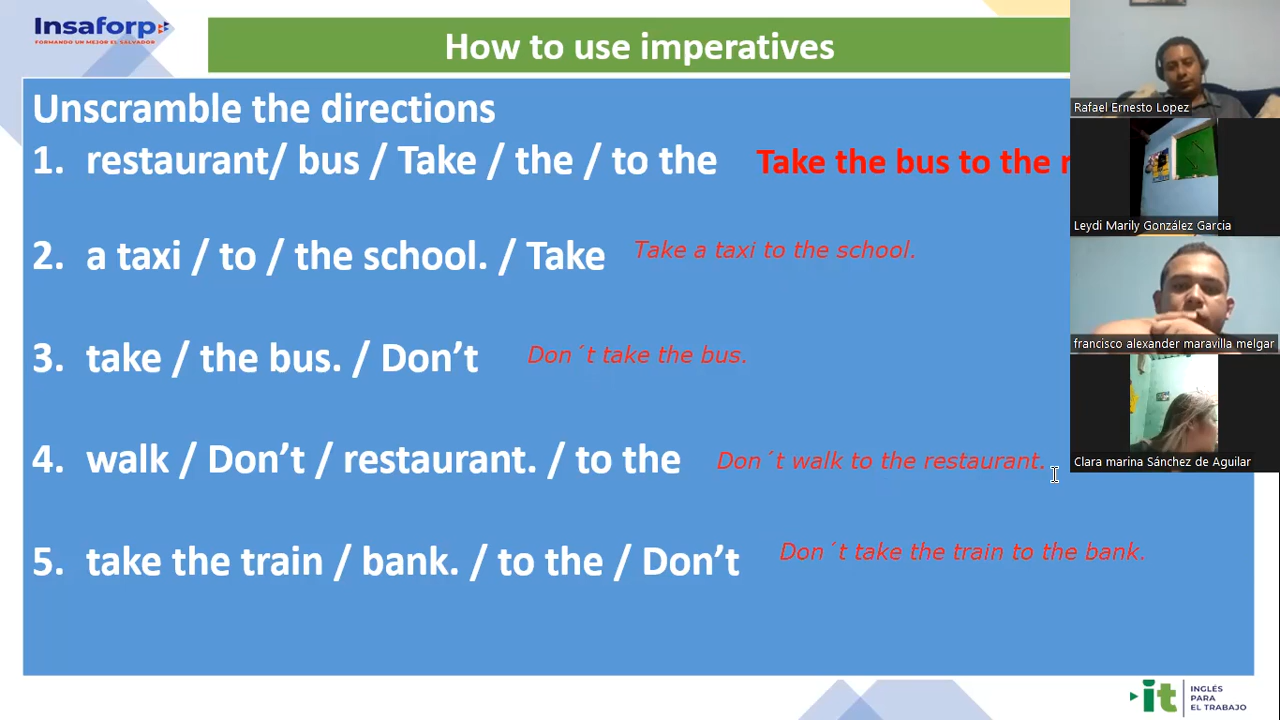 Insaforp
FORMANDO UN MEJOR EL SALVADOR
How to use imperatives
Unscramble the directions
1. restaurant/ bus / Take / the / to the Take the bus to the r
2. a taxi / to / the school. / Take Take a taxi to the school.
3. take / the bus. / Don’t Don´t take the bus.
4. walk / Don’t / restaurant. / to the Don´t walk to the restaurant.
5. take the train / bank. / to the / Don’t Don´t take the train to the bank.
Rafael Ernesto Lopez
Leydi Marily González Garcia
francisco alexander maravilla melgar
Clara marina Sánchez de Aguilar
it
INGLÉS
PARA
EL TRABAJO